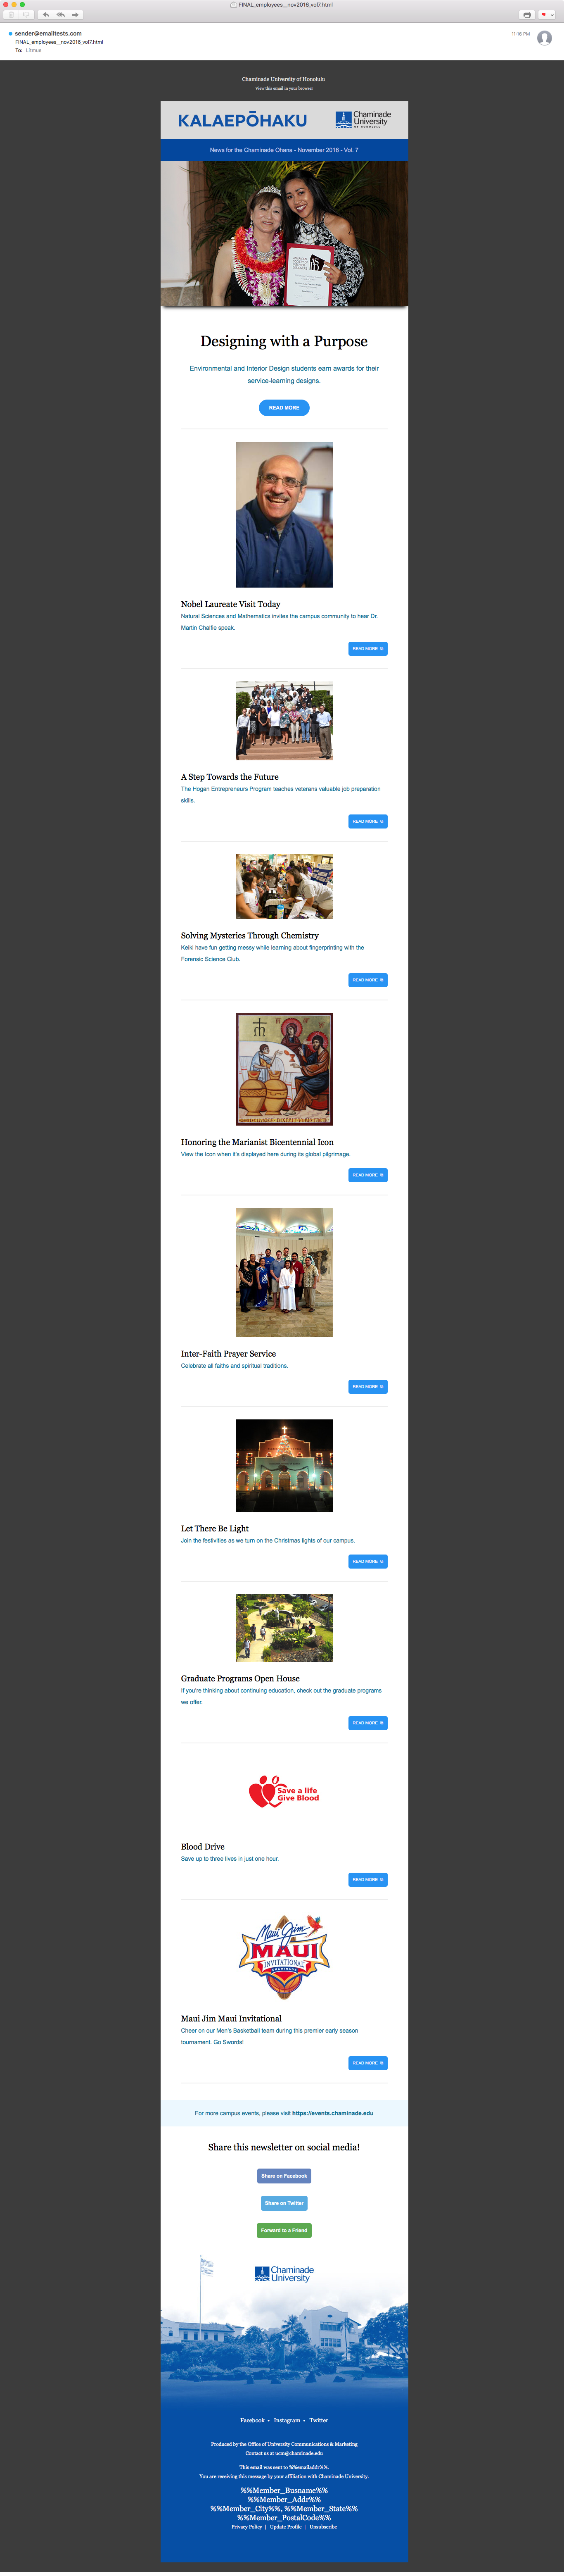 FINAL_employees__nov2016_vol7.html
sender@emailtests.com
11:16 PM
FINAL_employees__nov2016_vol7.html
To: Litmus
Chaminade University of Honolulu
View this email in your browser
KALAEPŌHAKU
Chaminade
University
OF HONOLULU
News for the Chaminade Ohana - November 2016 - Vol. 7
Designing with a Purpose
Environmental and Interior Design students earn awards for their
service-learning designs.
READ MORE
Nobel Laureate Visit Today
Natural Sciences and Mathematics invites the campus community to hear Dr.
Martin Chalfie speak.
READ MORE
A Step Towards the Future
The Hogan Entrepreneurs Program teaches veterans valuable job preparation
skills.
READ MORE
Solving Mysteries Through Chemistry
Keiki have fun getting messy while learning about fingerprinting with the
Forensic Science Club.
READ MORE
Honoring the Marianist Bicentennial Icon
View the icon when it's displayed here during its global pilgrimage.
READ MORE
Inter-Faith Prayer Service
Celebrate all faiths and spiritual traditions.
READ MORE
Let There Be Light
Join the festivities as we turn on the Christmas lights of our campus.
READ MORE
Graduate Programs Open House
If you're thinking about continuing education, check out the graduate programs
we offer.
READ MORE
Save a life
Give Blood
Blood Drive
Save up to three lives in just one hour.
READ MORE
Maui Jim
MAUI
INVITATIONAL
Maui Jim Maui Invitational
Cheer on our Men's Basketball team during this premier early season
tournament. Go Swords!
READ MORE
For more campus events, please visit https://events.chaminade.edu
Share this newsletter on social media!
Share on Facebook
Share on Twitter
Forward to a Friend
Chaminade
University
Facebook • Instagram • Twitter
Produced by the Office of University Communications & Marketing
Contact us at ucm@chaminade.edu
This email was sent to %%emailaddr%%.
You are receiving this message by your affiliation with Chaminade University.
%%Member_Busname%%
%%Member_Addr%%
%%Member_City%%, %%Member_State%%
%%Member_PostalCode%%
Privacy Policy | Update Profile | Unsubscribe